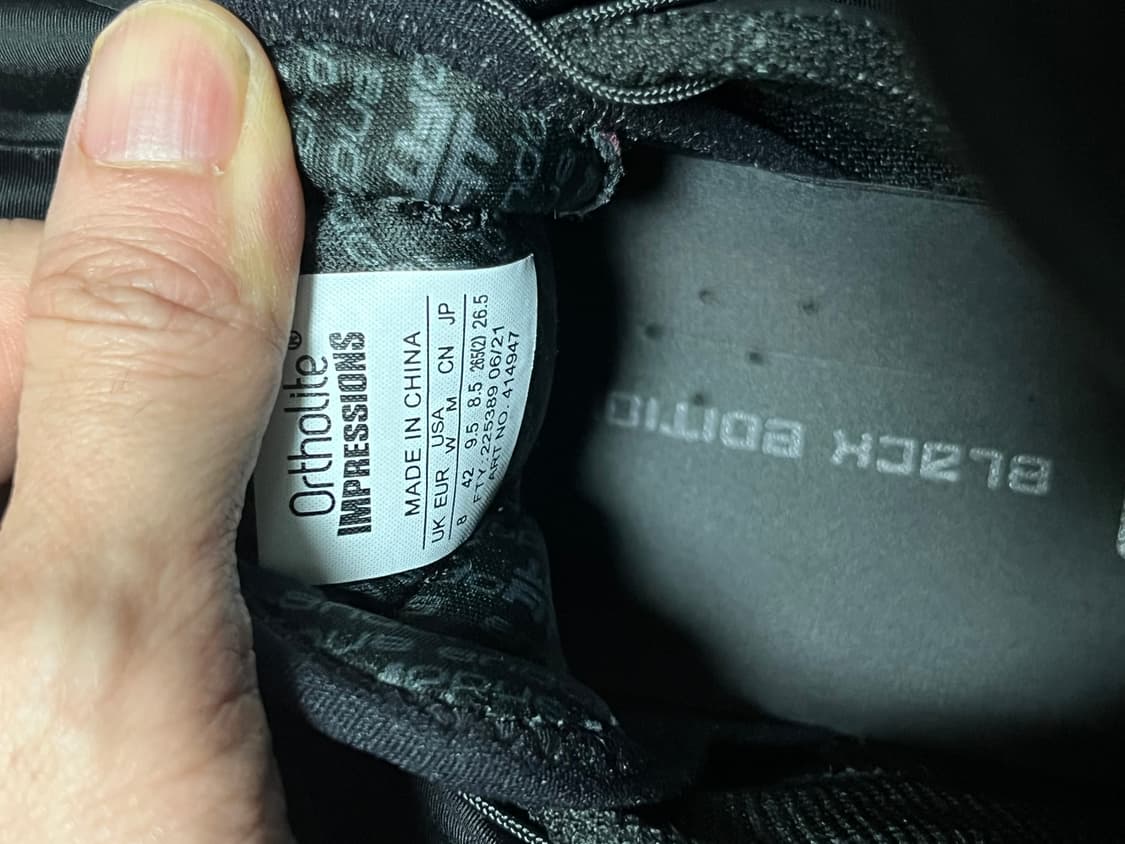 Ortholite®
IMPRESSIONS
MADE IN CHINA
UK EUR USA CN JP
W M
8 42 9.5 8.5 265(2) 26.5
FTY.:225389 06/21
ART NO. 414947
BLACK EDITIO